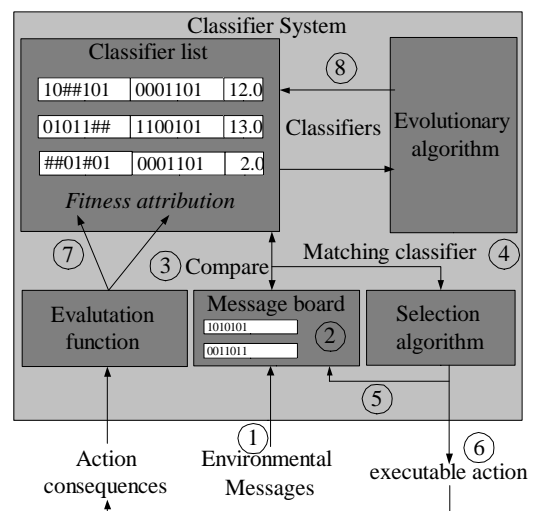 Classifier System
Classifier list
10##101 0001101 12.0
01011## 1100101 13.0
##01#01 0001101 2.0
Fitness attribution
8
Classifiers
Evolutionary
algorithm
7
3 Compare
Matching classifier
4
Evalutation
function
Message board
1010101
0011011
2
Selection
algorithm
5
1
6
Action
consequences
Environmental
Messages
executable action